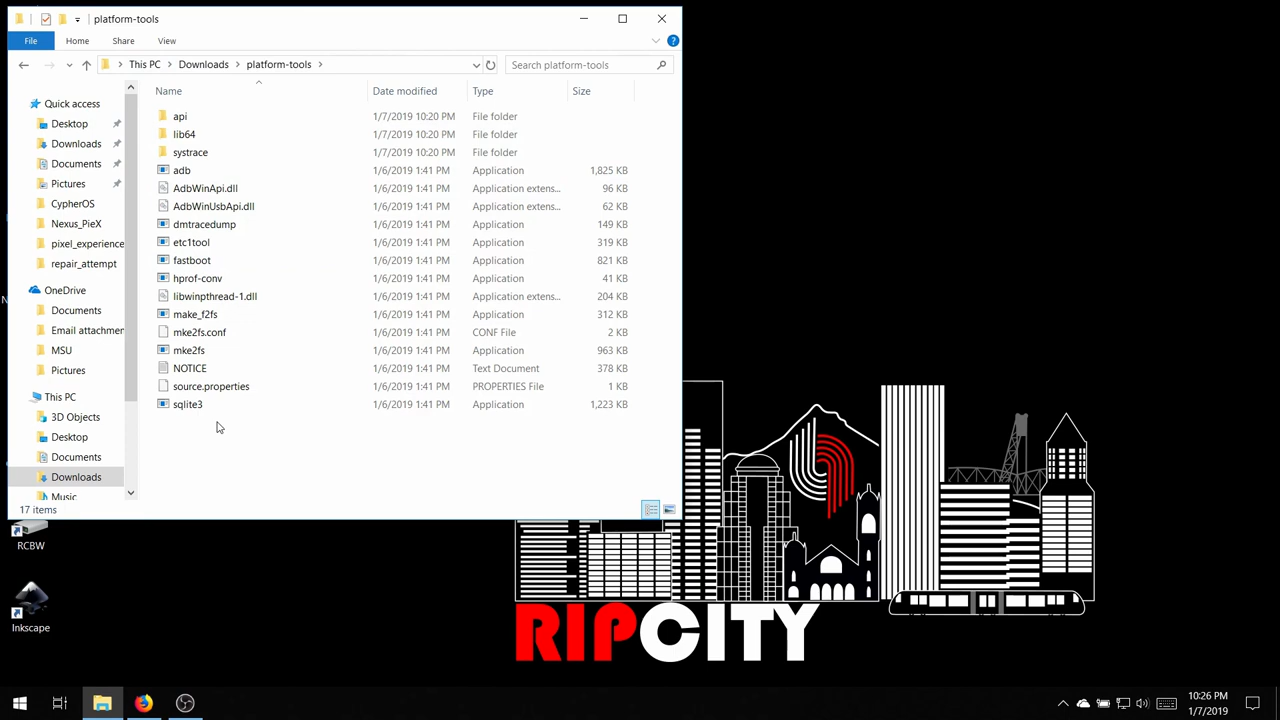 platform-tools
File Home Share View
This PC Downloads platform-tools Search platform-tools
Name Date modified Type Size
Quick access
Desktop
Downloads
Documents
Pictures
CypherOS
Nexus_PieX
pixel_experience
repair_attempt
OneDrive
Documents
Email attachmen
MSU
Pictures
This PC
3D Objects
Desktop
Documents
Downloads
Music
api 1/7/2019 10:20 PM File folder
lib64 1/7/2019 10:20 PM File folder
systrace 1/7/2019 10:20 PM File folder
adb 1/6/2019 1:41 PM Application 1,825 KB
AdbWinApi.dll 1/6/2019 1:41 PM Application extens... 96 KB
AdbWinUsbApi.dll 1/6/2019 1:41 PM Application extens... 62 KB
dmtracedump 1/6/2019 1:41 PM Application 149 KB
etc1tool 1/6/2019 1:41 PM Application 319 KB
fastboot 1/6/2019 1:41 PM Application 821 KB
hprof-conv 1/6/2019 1:41 PM Application 41 KB
libwinpthread-1.dll 1/6/2019 1:41 PM Application extens... 204 KB
make_f2fs 1/6/2019 1:41 PM Application 312 KB
mke2fs.conf 1/6/2019 1:41 PM CONF File 2 KB
mke2fs 1/6/2019 1:41 PM Application 963 KB
NOTICE 1/6/2019 1:41 PM Text Document 378 KB
source.properties 1/6/2019 1:41 PM PROPERTIES File 1 KB
sqlite3 1/6/2019 1:41 PM Application 1,223 KB
17 items
RCBW
Inkscape
RIPCITY
10:26 PM
1/7/2019